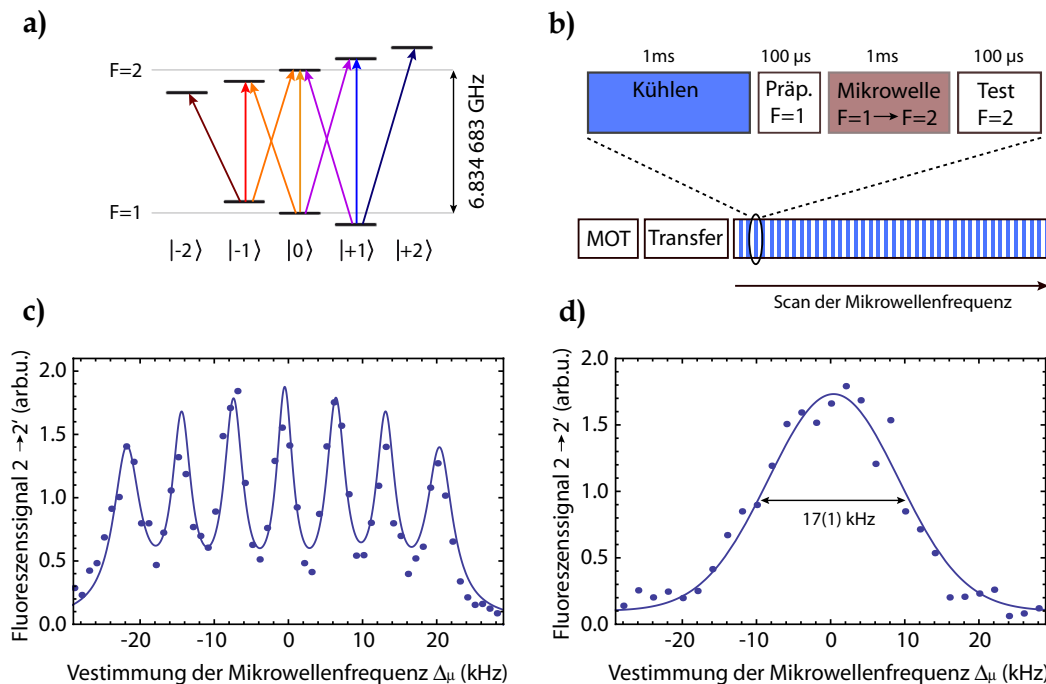 a)
F=2
F=1
6.834 683 GHz
|-2⟩ |-1⟩ |0⟩ |+1⟩ |+2⟩
b)
1ms 100 µs 1ms 100 µs
Kühlen Präp. Mikrowelle Test
F=1 F=1→F=2 F=2
MOT Transfer
Scan der Mikrowellenfrequenz
c)
Fluoreszenssignal 2→2' (arb.u.)
2.0
1.5
1.0
0.5
0.0
-20 -10 0 10 20
Vestimmung der Mikrowellenfrequenz Δμ (kHz)
d)
Fluoreszenssignal 2→2' (arb.u.)
2.0
1.5
1.0
0.5
0.0
17(1) kHz
-20 -10 0 10 20
Vestimmung der Mikrowellenfrequenz Δμ (kHz)